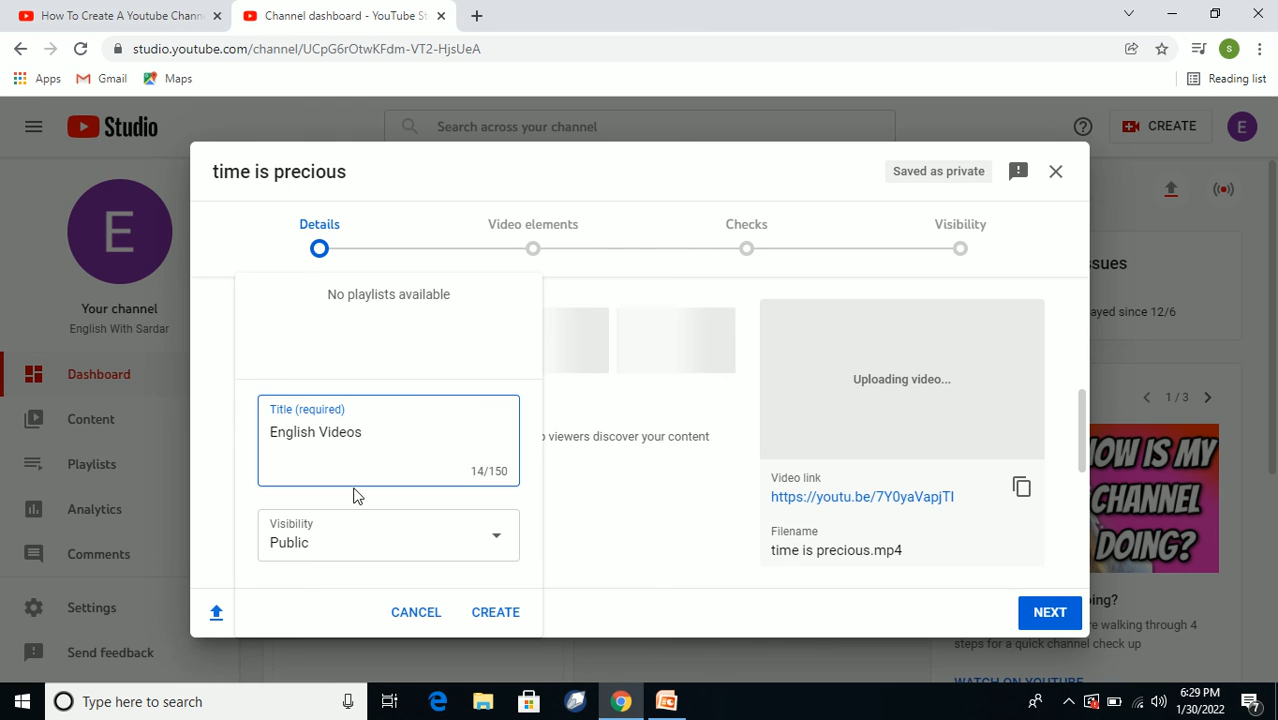 How To Create A Youtube Chann
Channel dashboard - YouTube St
studio.youtube.com/channel/UCpG6rOtwKFdm-VT2-HjsUeA
S
Apps
Gmail
Maps
Reading list
Studio
Search across your channel
CREATE
E
time is precious
Saved as private
Details
Video elements
Checks
Visibility
E
Your channel
English With Sardar
Dashboard
Content
Playlists
Analytics
Comments
Settings
Send feedback
No playlists available
Title (required)
English Videos
14/150
Visibility
Public
CANCEL
CREATE
p viewers discover your content
Uploading video...
Video link
https://youtu.be/7Y0yaVapjTI
Filename
time is precious.mp4
NEXT
ssues
ayed since 12/6
1 / 3
HOW IS MY
CHANNEL
DOING?
ing?
re walking through 4
steps for a quick channel check up
WATCH ON YOUTUBE
Type here to search
6:29 PM
1/30/2022
7